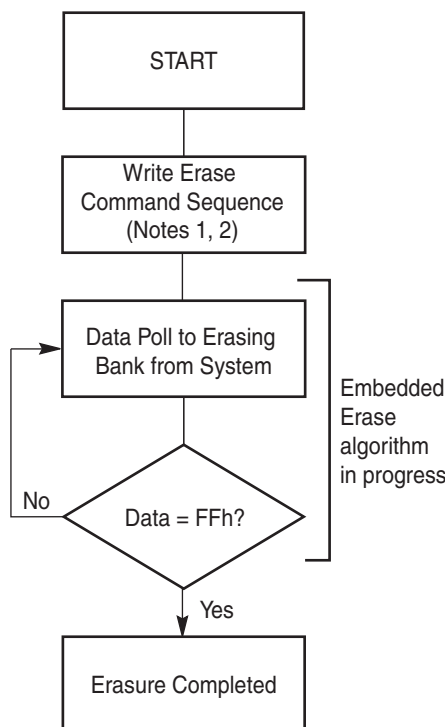 START
Write Erase
Command Sequence
(Notes 1, 2)
Data Poll to Erasing
Bank from System
Embedded
Erase
algorithm
in progress
No
Data = FFh?
Yes
Erasure Completed